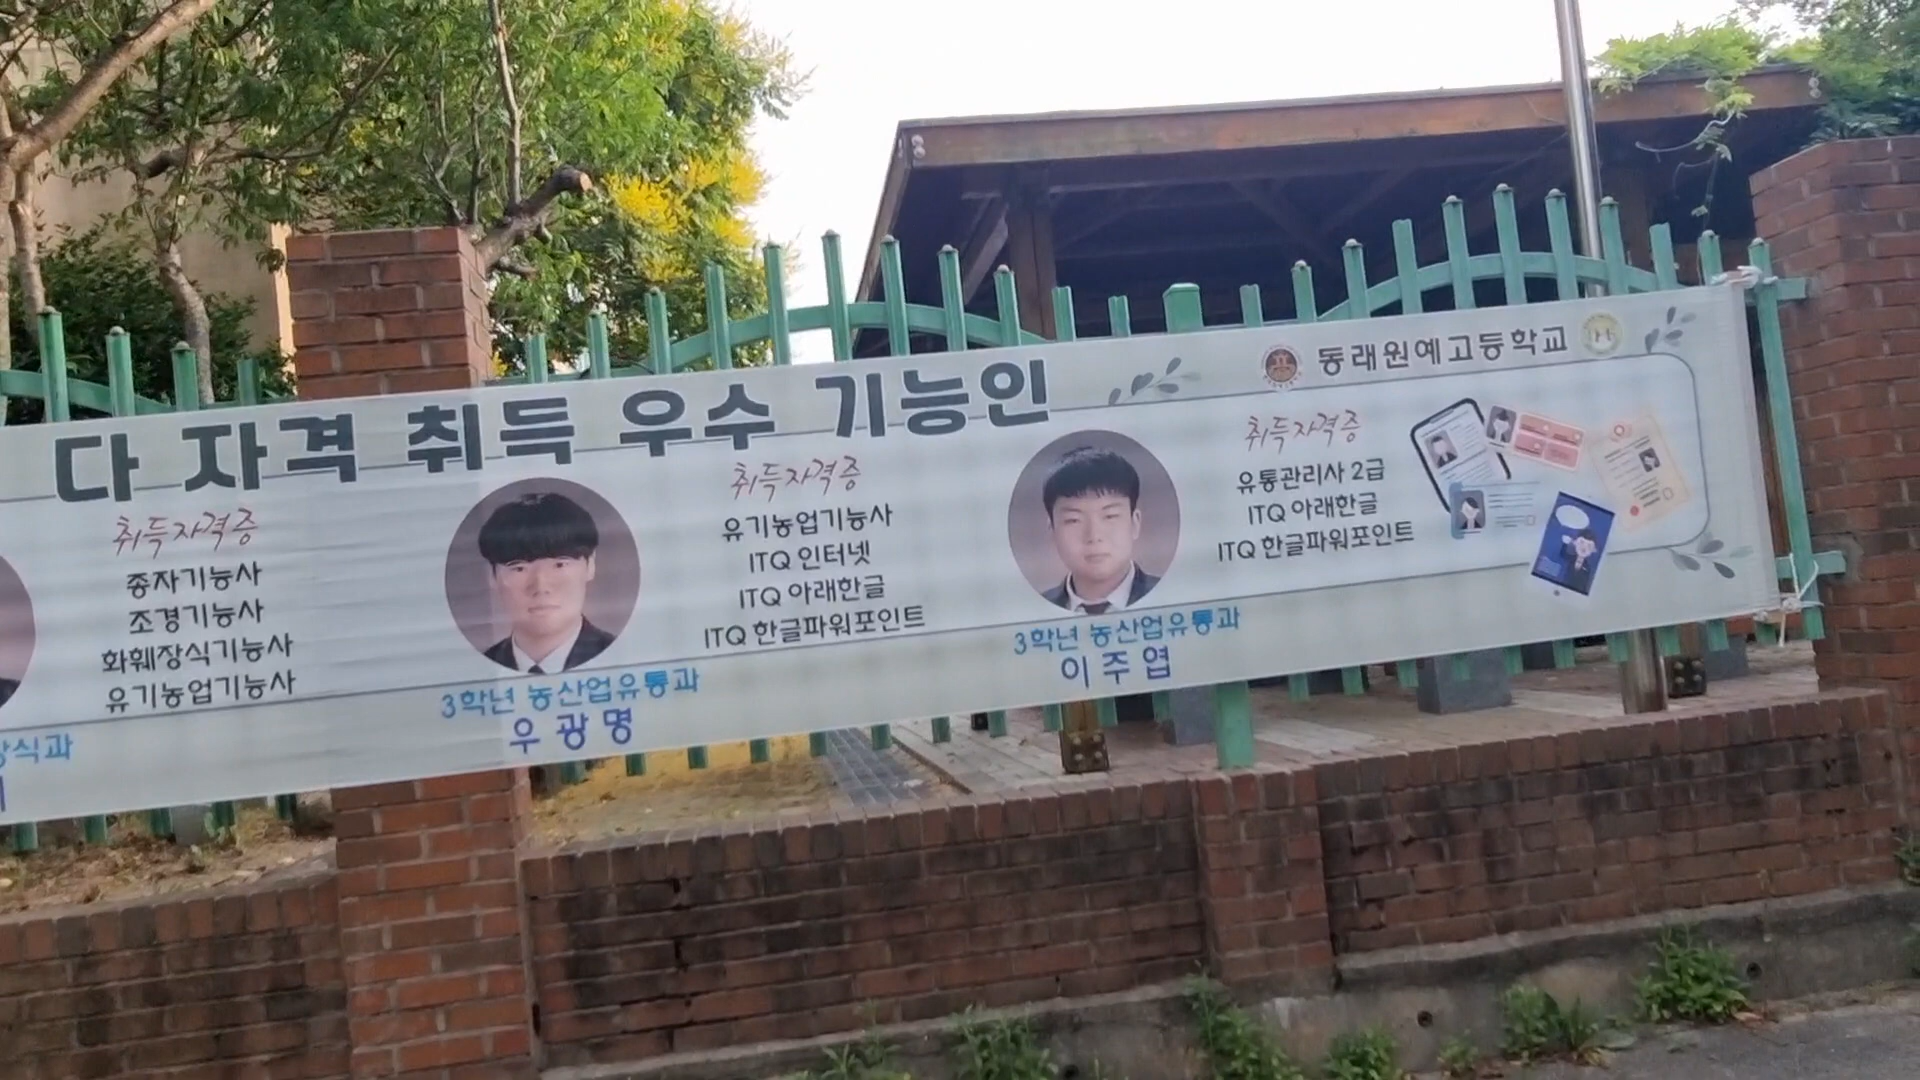 다 자격 취득 우수 기능인
동래원예고등학교
취득자격증
종자기능사
조경기능사
화훼장식기능사
유기농업기능사
장식과
취득자격증
유기농업기능사
ITQ 인터넷
ITQ 아래한글
ITQ 한글파워포인트
3학년 농산업유통과
우광명
취득자격증
유통관리사 2급
ITQ 아래한글
ITQ 한글파워포인트
3학년 농산업유통과
이주엽